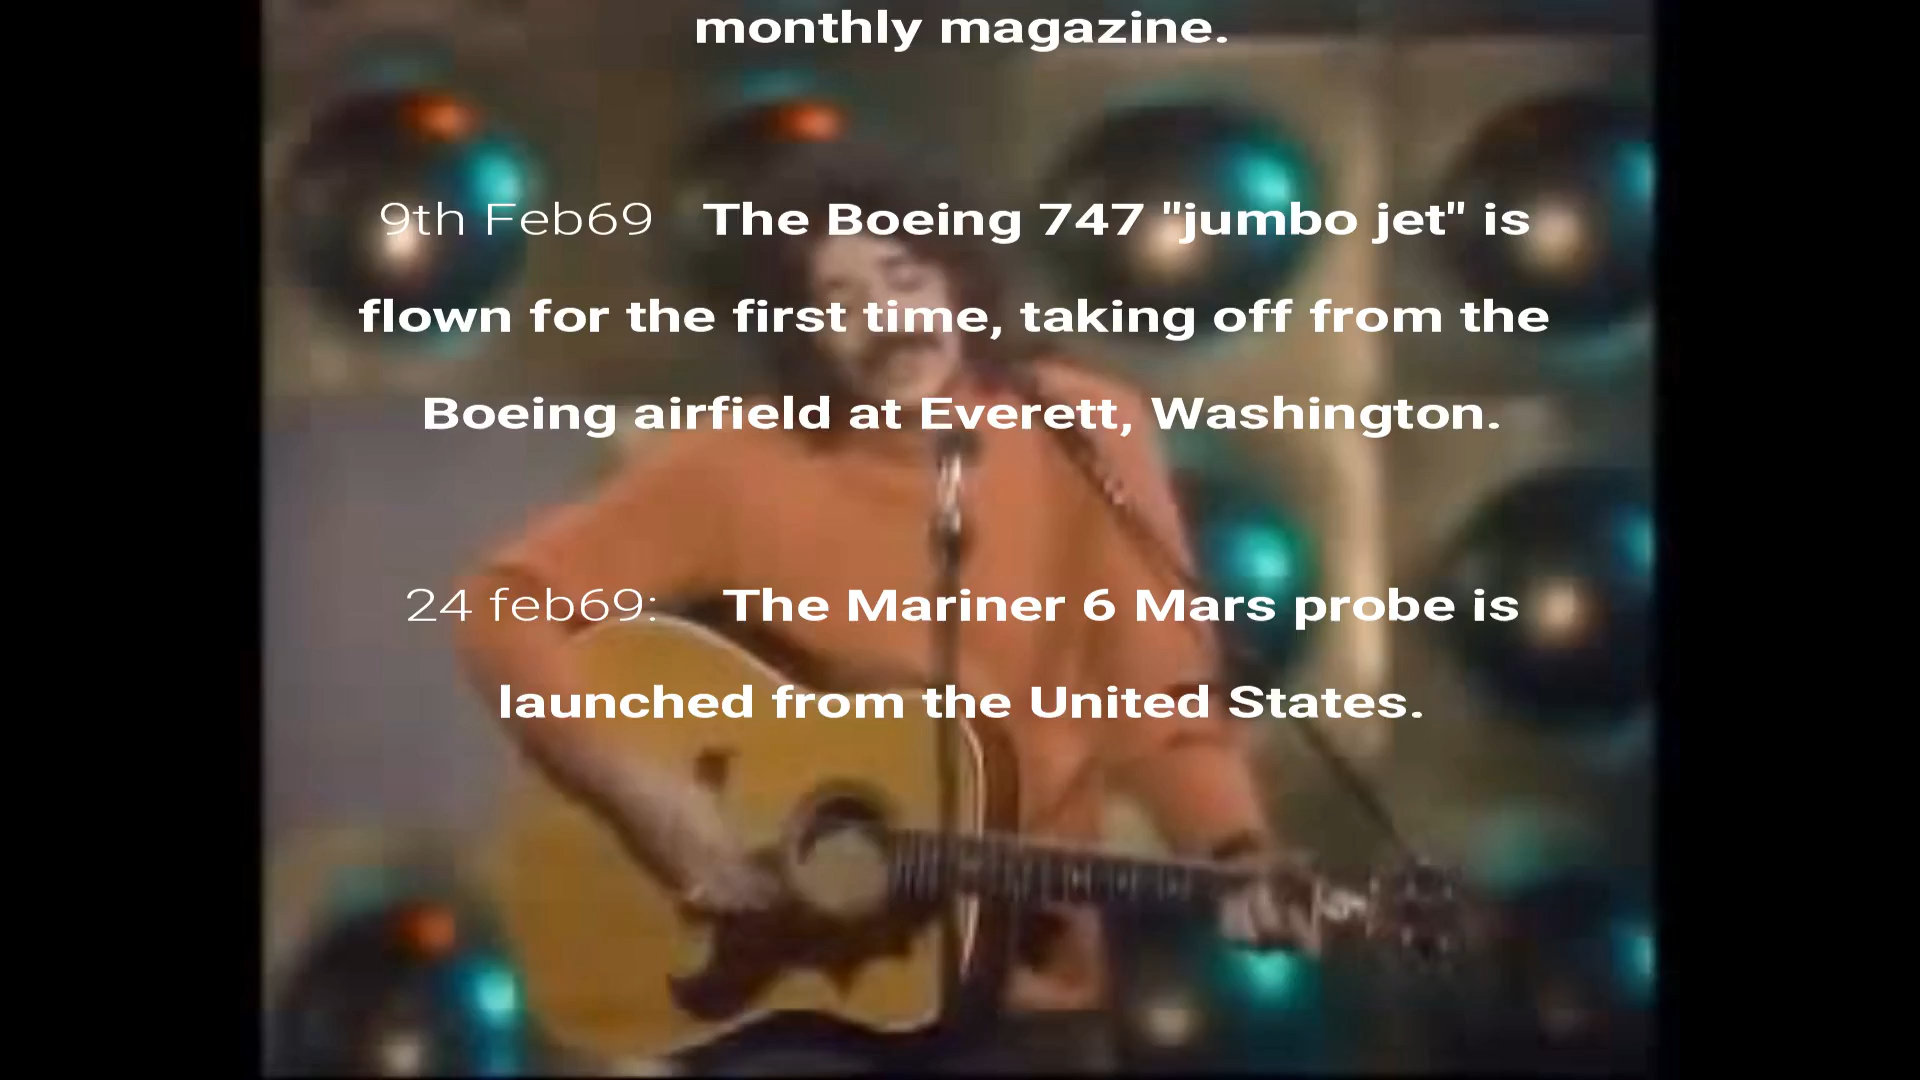 monthly magazine.
9th Feb69 The Boeing 747 "jumbo jet" is
flown for the first time, taking off from the
Boeing airfield at Everett, Washington.
24 feb69: The Mariner 6 Mars probe is
launched from the United States.